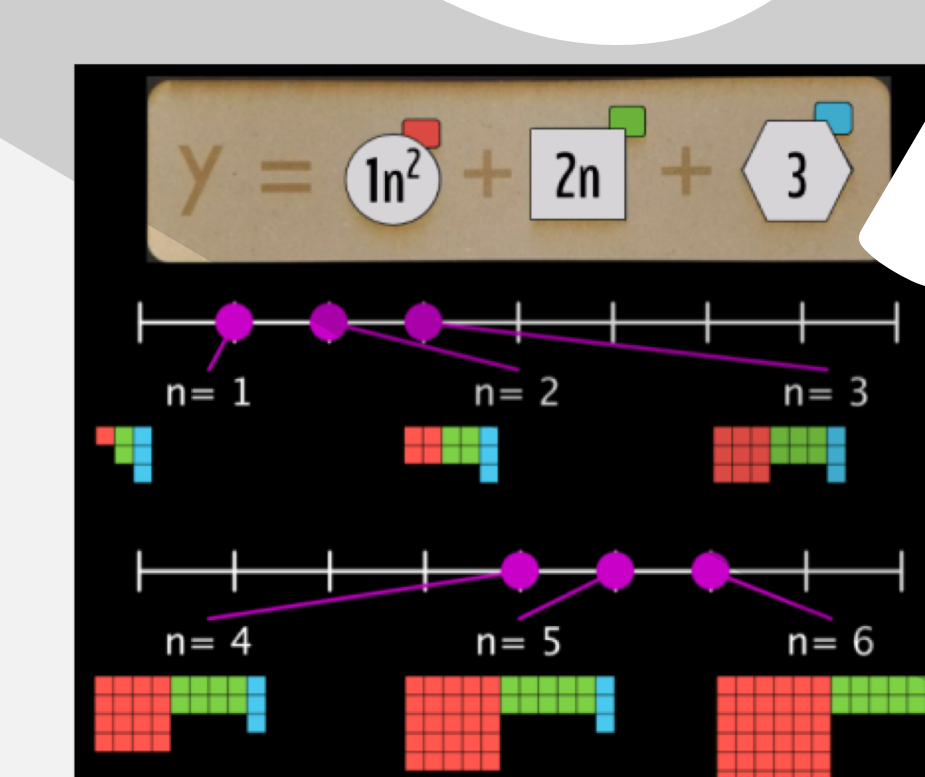 y = 1n² + 2n + 3
n= 1
n= 2
n= 3
n= 4
n= 5
n= 6